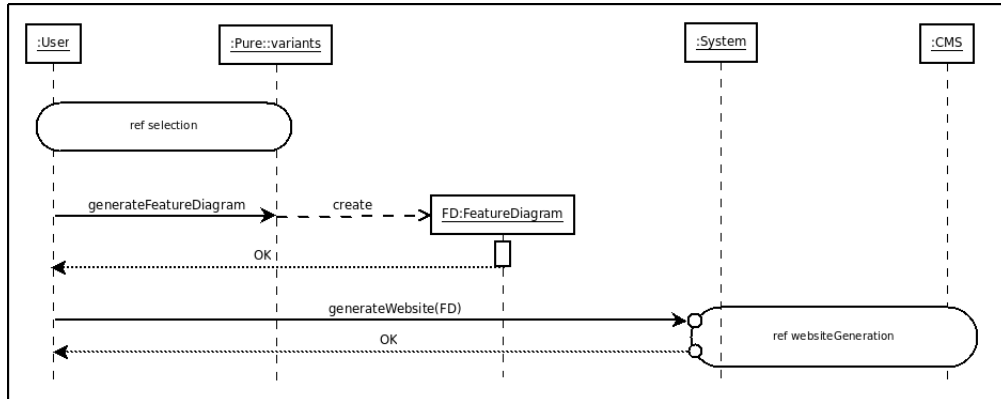 :User
:Pure::variants
:System
:CMS
ref selection
generateFeatureDiagram
create
FD:FeatureDiagram
OK
generateWebsite(FD)
ref websiteGeneration
OK